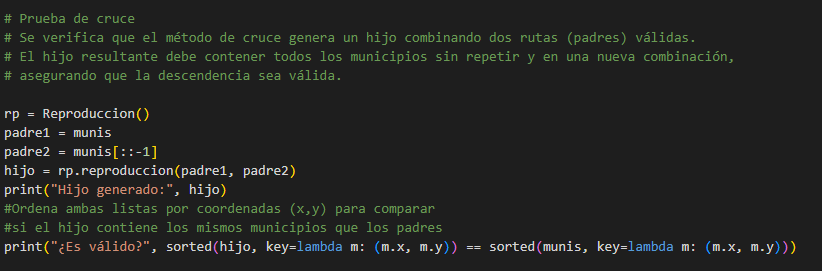 # Prueba de cruce
# Se verifica que el método de cruce genera un hijo combinando dos rutas (padres) válidas.
# El hijo resultante debe contener todos los municipios sin repetir y en una nueva combinación,
# asegurando que la descendencia sea válida.
rp = Reproduccion()
padre1 = munis
padre2 = munis[::-1]
hijo = rp.reproduccion(padre1, padre2)
print("Hijo generado:", hijo)
#Ordena ambas listas por coordenadas (x,y) para comparar
#si el hijo contiene los mismos municipios que los padres
print("¿Es válido?", sorted(hijo, key=lambda m: (m.x, m.y)) == sorted(munis, key=lambda m: (m.x, m.y)))